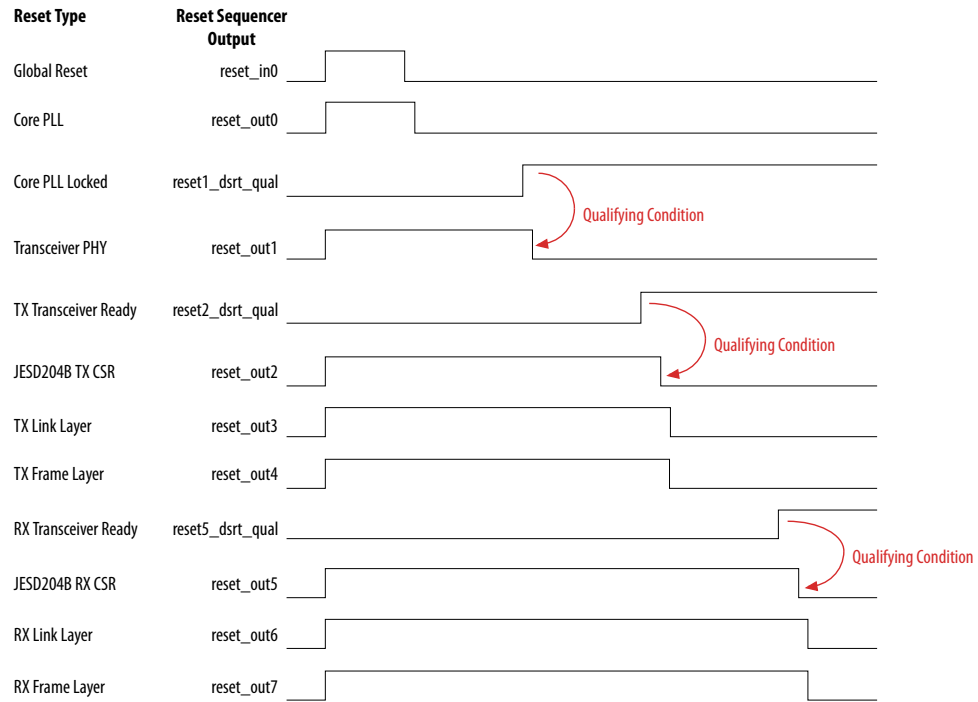 Reset Type Reset Sequencer
Output
Global Reset reset_in0
Core PLL reset_out0
Core PLL Locked reset1_dsrt_qual
Qualifying Condition
Transceiver PHY reset_out1
TX Transceiver Ready reset2_dsrt_qual
Qualifying Condition
JESD204B TX CSR reset_out2
TX Link Layer reset_out3
TX Frame Layer reset_out4
RX Transceiver Ready reset5_dsrt_qual
Qualifying Condition
JESD204B RX CSR reset_out5
RX Link Layer reset_out6
RX Frame Layer reset_out7